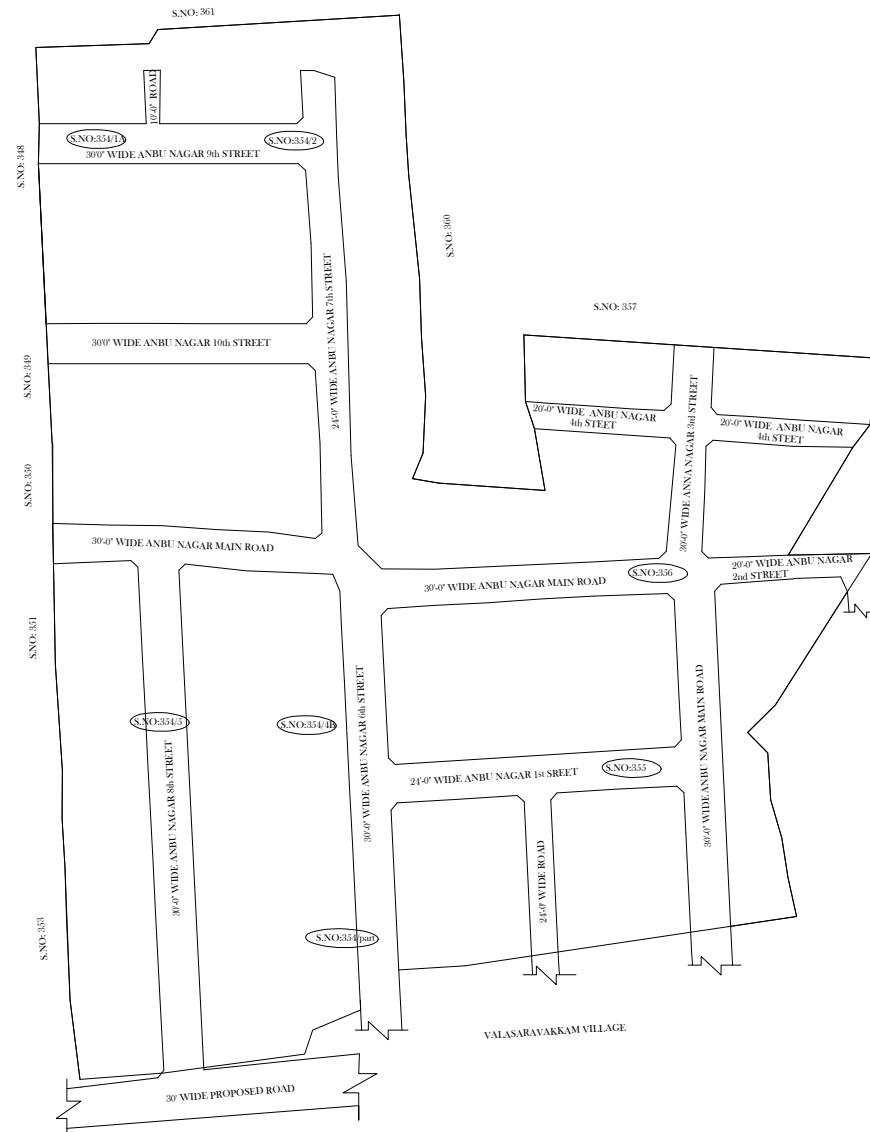 S.NO: 361
10'-0" ROAD
S.NO:354/1A
S.NO:354/2
30'0" WIDE ANBU NAGAR 9th STREET
S.NO: 348
S.NO: 360
24'-0" WIDE ANBU NAGAR 7th STREET
S.NO: 357
30'0" WIDE ANBU NAGAR 10th STREET
S.NO: 349
20'-0" WIDE ANBU NAGAR
4th STEET
30'-0" WIDE ANNA NAGAR 3rd STREET
20'-0" WIDE ANBU NAGAR
4th STEET
S.NO: 350
30'-0" WIDE ANBU NAGAR MAIN ROAD
30'-0" WIDE ANBU NAGAR MAIN ROAD
S.NO:356
20'-0" WIDE ANBU NAGAR
2nd STREET
S.NO: 351
S.NO:354/5
S.NO:354/4B
30'-0" WIDE ANBU NAGAR 6th STREET
30'-0" WIDE ANBU NAGAR MAIN ROAD
24'-0" WIDE ANBU NAGAR 1st SREET
S.NO:355
30'-0" WIDE ANBU NAGAR 8th STREET
24'-0" WIDE ROAD
S.NO: 353
S.NO:354/part
VALASARAVAKKAM VILLAGE
30' WIDE PROPOSED ROAD